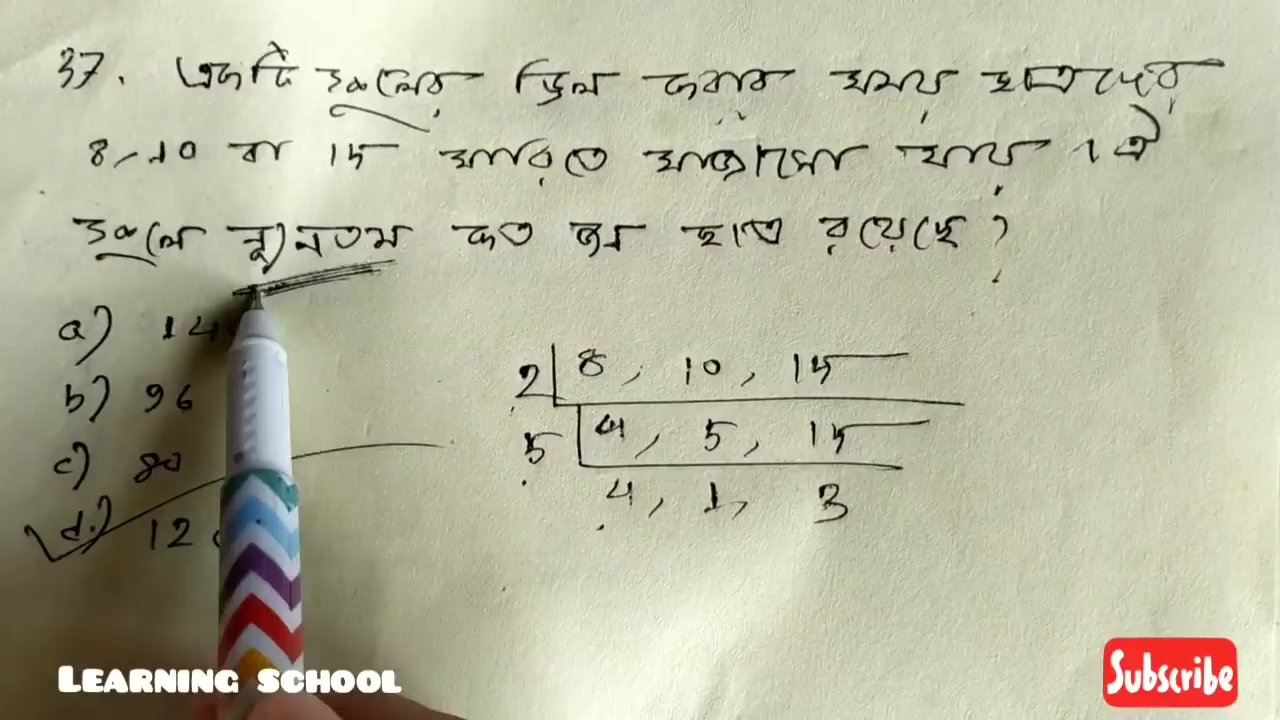 37. একটি স্কুলের ড্রিল করার সময় ছাত্রদের
8, 10 বা 15 সারিতে সাজানো যায়। ঐ
স্কুলে ন্যূনতম কত জন ছাত্র রয়েছে?
a) 14
b) 96
c) 80
d.) 12
2 8, 10, 15
5 4, 5, 15
4, 1, 3
LEARNING SCHOOL
Subscribe